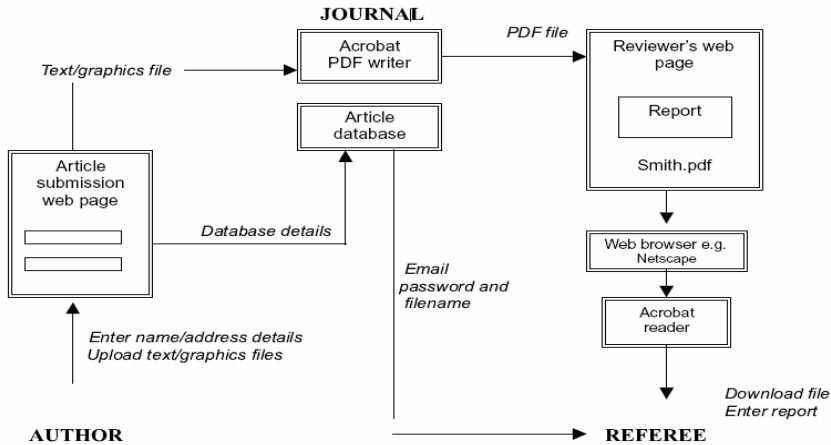 JOURNAL
Text/graphics file
Acrobat
PDF writer
PDF file
Reviewer's web
page
Report
Smith.pdf
Article
database
Article
submission
web page
Database details
Email
password and
filename
Web browser e.g.
Netscape
Acrobat
reader
Enter name/address details
Upload text/graphics files
Download file
Enter report
AUTHOR
REFEREE